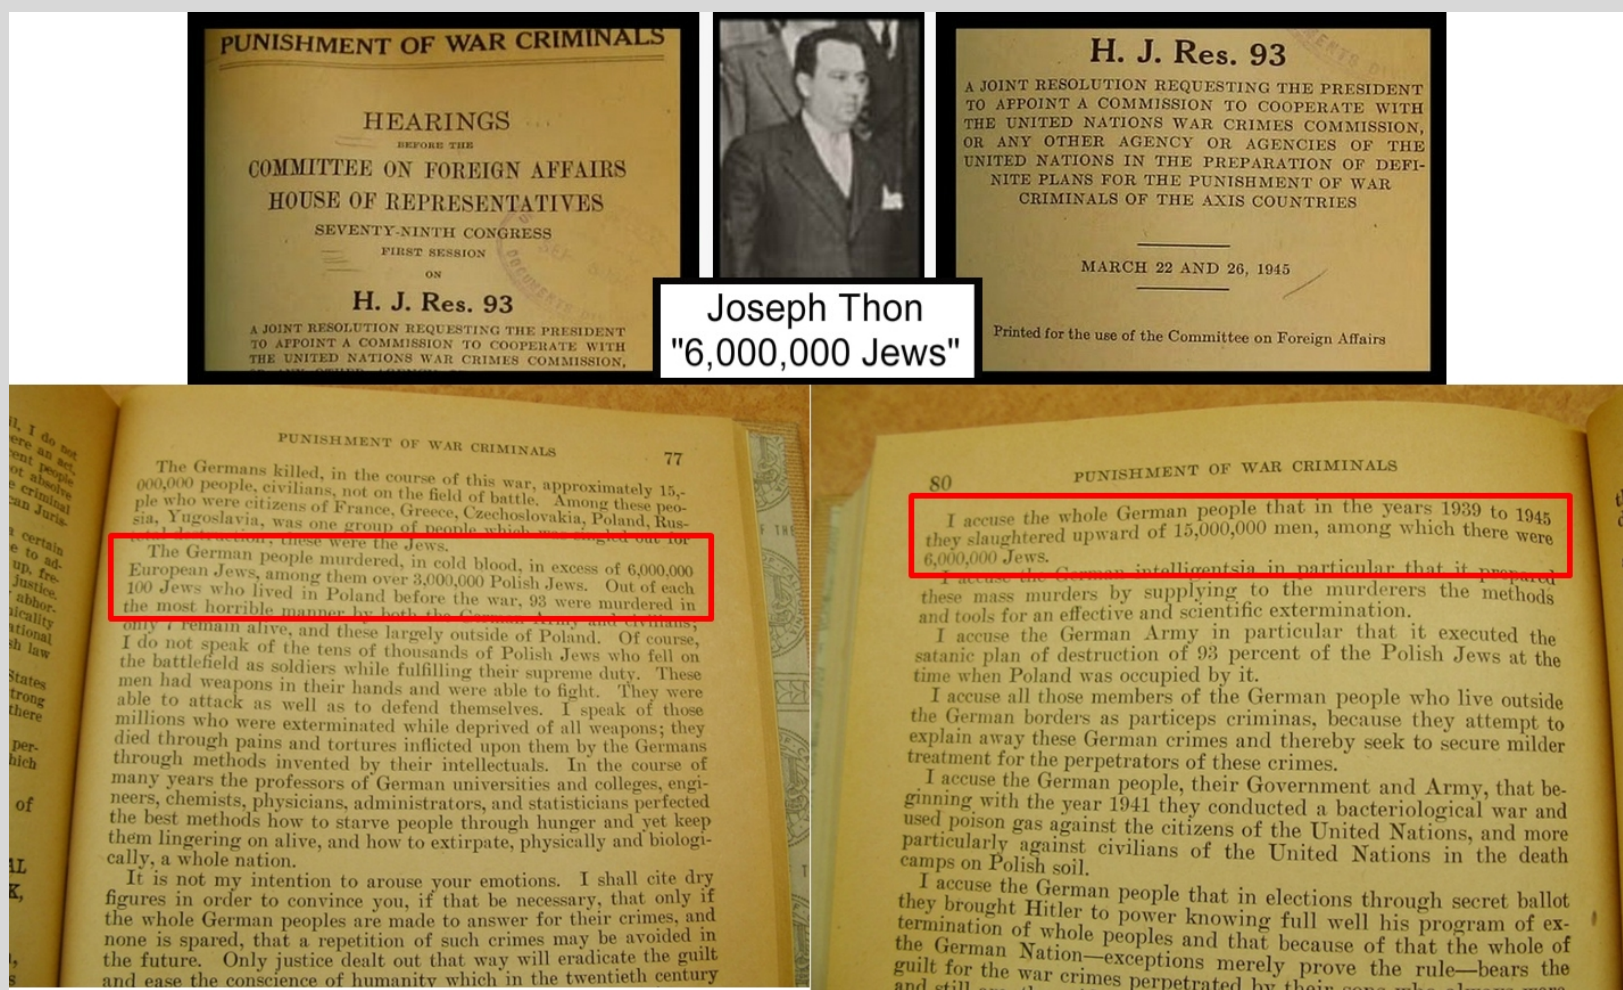 PUNISHMENT OF WAR CRIMINALS
HEARINGS
BEFORE THE
COMMITTEE ON FOREIGN AFFAIRS
HOUSE OF REPRESENTATIVES
SEVENTY-NINTH CONGRESS
FIRST SESSION
ON
H. J. Res. 93
A JOINT RESOLUTION REQUESTING THE PRESIDENT
TO APPOINT A COMMISSION TO COOPERATE WITH
THE UNITED NATIONS WAR CRIMES COMMISSION,
Joseph Thon
"6,000,000 Jews"
H. J. Res. 93
A JOINT RESOLUTION REQUESTING THE PRESIDENT
TO APPOINT A COMMISSION TO COOPERATE WITH
THE UNITED NATIONS WAR CRIMES COMMISSION,
OR ANY OTHER AGENCY OR AGENCIES OF THE
UNITED NATIONS IN THE PREPARATION OF DEFI-
NITE PLANS FOR THE PUNISHMENT OF WAR
CRIMINALS OF THE AXIS COUNTRIES
MARCH 22 AND 26, 1945
Printed for the use of the Committee on Foreign Affairs
PUNISHMENT OF WAR CRIMINALS 77
The Germans killed, in the course of this war, approximately 15,-
000,000 people, civilians, not on the field of battle. Among these peo-
ple who were citizens of France, Greece, Czechoslovakia, Poland, Rus-
sia, Yugoslavia, was one group of people which was singled out for
total destruction; these were the Jews.
The German people murdered, in cold blood, in excess of 6,000,000
European Jews, among them over 3,000,000 Polish Jews. Out of each
100 Jews who lived in Poland before the war, 93 were murdered in
the most horrible manner by both the German Army and civilians;
only 7 remain alive, and these largely outside of Poland. Of course,
I do not speak of the tens of thousands of Polish Jews who fell on
the battlefield as soldiers while fulfilling their supreme duty. These
men had weapons in their hands and were able to fight. They were
able to attack as well as to defend themselves. I speak of those
millions who were exterminated while deprived of all weapons; they
died through pains and tortures inflicted upon them by the Germans
through methods invented by their intellectuals. In the course of
many years the professors of German universities and colleges, engi-
neers, chemists, physicians, administrators, and statisticians perfected
the best methods how to starve people through hunger and yet keep
them lingering on alive, and how to extirpate, physically and biologi-
cally, a whole nation.
It is not my intention to arouse your emotions. I shall cite dry
figures in order to convince you, if that be necessary, that only if
the whole German peoples are made to answer for their crimes, and
none is spared, that a repetition of such crimes may be avoided in
the future. Only justice dealt out that way will eradicate the guilt
and ease the conscience of humanity which in the twentieth century
80 PUNISHMENT OF WAR CRIMINALS
I accuse the whole German people that in the years 1939 to 1945
they slaughtered upward of 15,000,000 men, among which there were
6,000,000 Jews.
I accuse the German intelligentsia in particular that it prepared
these mass murders by supplying to the murderers the methods
and tools for an effective and scientific extermination.
I accuse the German Army in particular that it executed the
satanic plan of destruction of 93 percent of the Polish Jews at the
time when Poland was occupied by it.
I accuse all those members of the German people who live outside
the German borders as particeps criminas, because they attempt to
explain away these German crimes and thereby seek to secure milder
treatment for the perpetrators of these crimes.
I accuse the German people, their Government and Army, that be-
ginning with the year 1941 they conducted a bacteriological war and
used poison gas against the citizens of the United Nations, and more
particularly against civilians of the United Nations in the death
camps on Polish soil.
I accuse the German people that in elections through secret ballot
they brought Hitler to power knowing full well his program of ex-
termination of whole peoples and that because of that the whole of
the German Nation—exceptions merely prove the rule—bears the
guilt for the war crimes perpetrated by their sons who always were